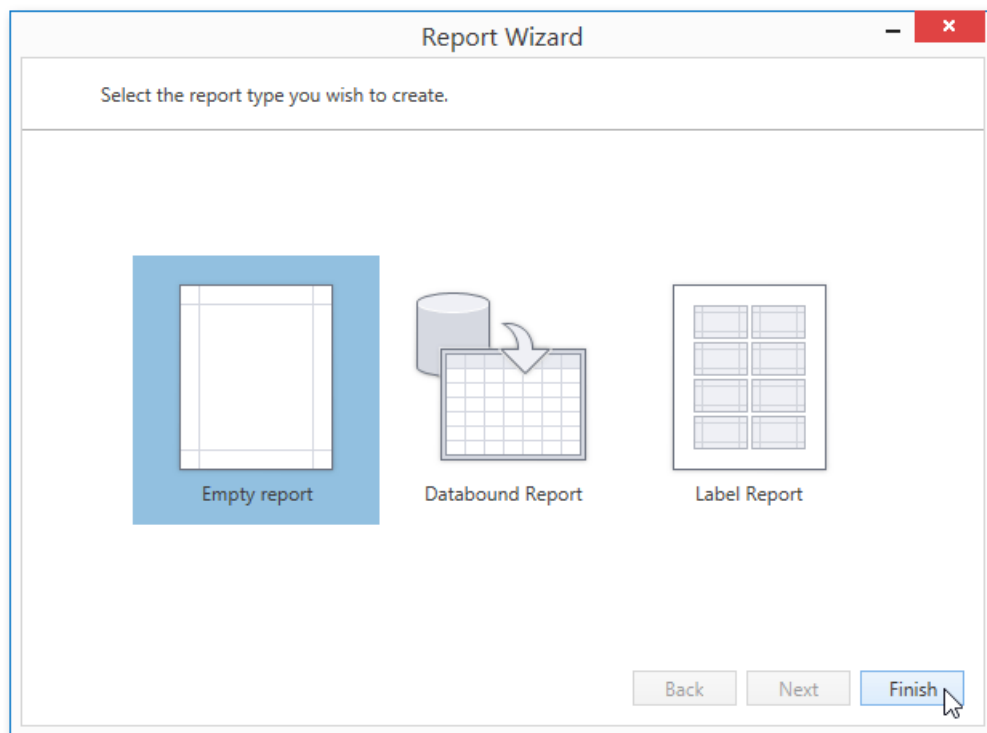 Report Wizard
Select the report type you wish to create.
Empty report
Databound Report
Label Report
Back
Next
Finish